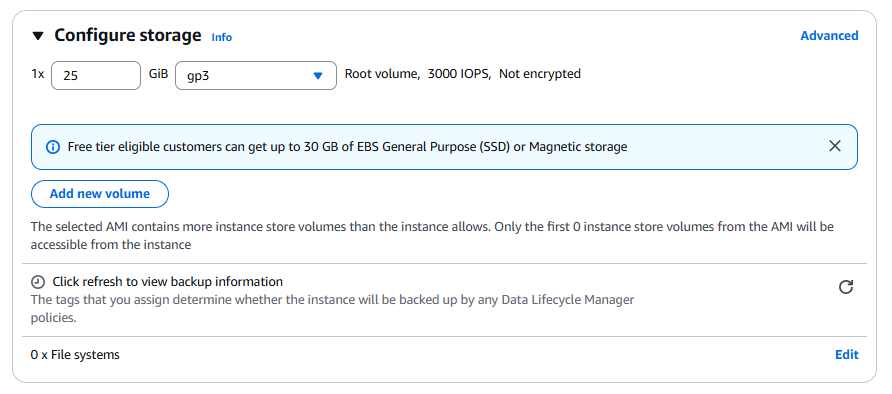 Configure storage Info Advanced
1x 25 GiB gp3 Root volume, 3000 IOPS, Not encrypted
Free tier eligible customers can get up to 30 GB of EBS General Purpose (SSD) or Magnetic storage
Add new volume
The selected AMI contains more instance store volumes than the instance allows. Only the first 0 instance store volumes from the AMI will be
accessible from the instance
Click refresh to view backup information
The tags that you assign determine whether the instance will be backed up by any Data Lifecycle Manager
policies.
0 x File systems Edit